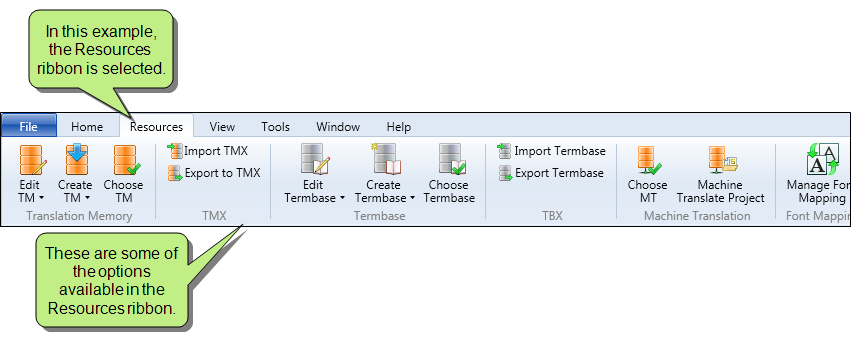 In this example,
the Resources
ribbon is selected.
File Home Resources View Tools Window Help
Import TMX Import Termbase
Export to TMX Export Termbase
Edit Create Choose Edit Create Choose Choose Machine Manage Fon
TM TM TM Termbase Termbase Termbase MT Translate Project Mapping
Translation Memory TMX Termbase TBX Machine Translation Font Mappin
These are some of
the options
available in the
Resources ribbon.